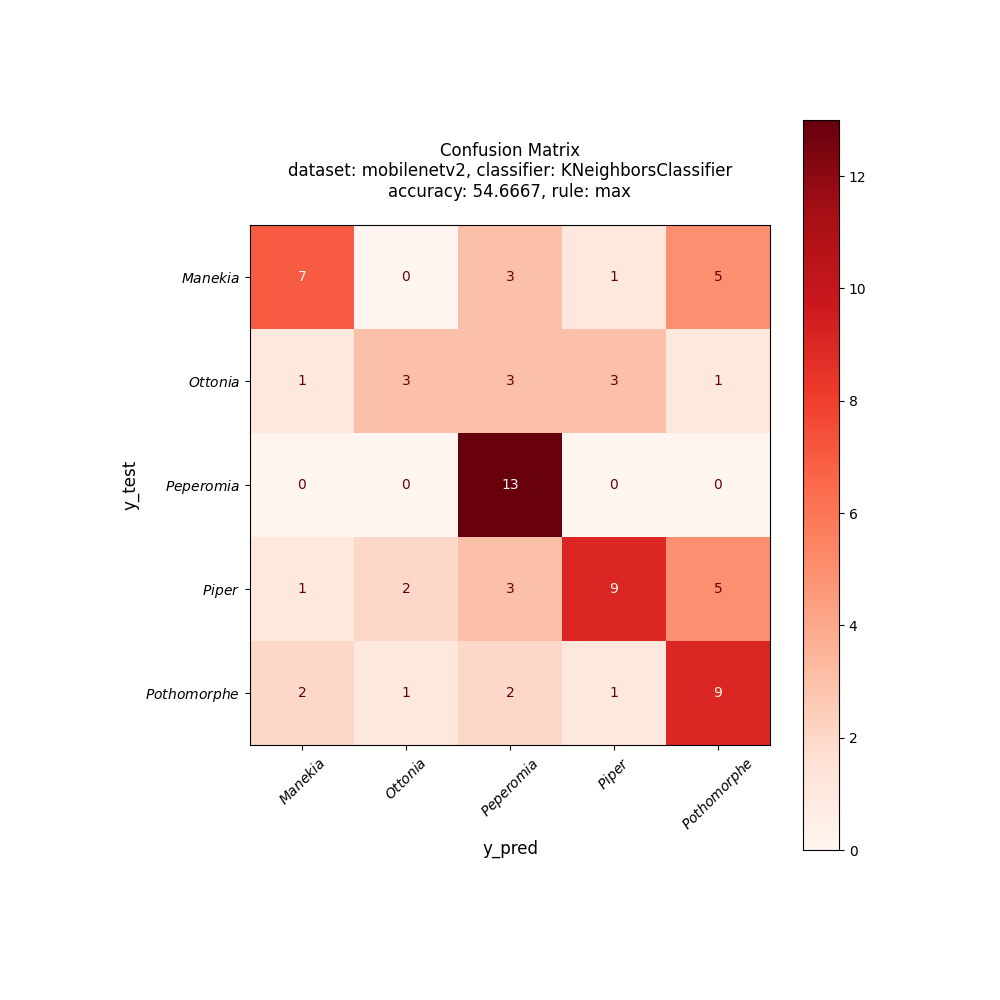 Confusion Matrix
dataset: mobilenetv2, classifier: KNeighborsClassifier
accuracy: 54.6667, rule: max
Manekia 7 0 3 1 5
Ottonia 1 3 3 3 1
Peperomia 0 0 13 0 0
Piper 1 2 3 9 5
Pothomorphe 2 1 2 1 9
Manekia Ottonia Peperomia Piper Pothomorphe
y_test
y_pred
12
10
8
6
4
2
0